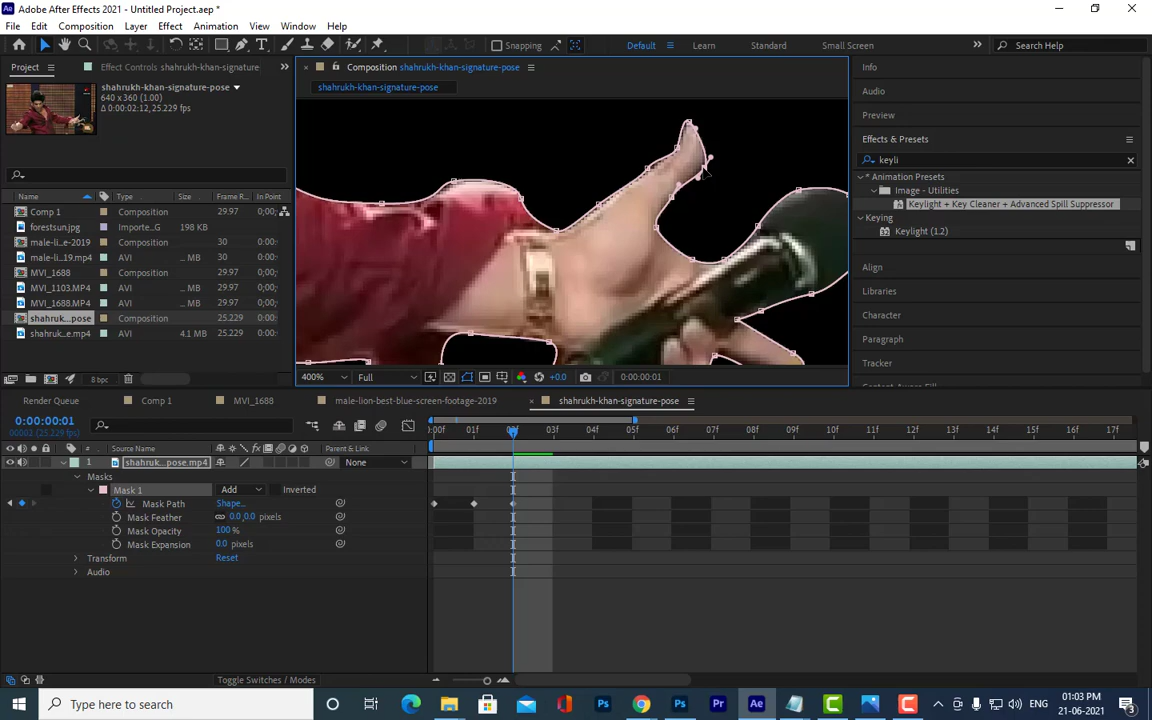 Adobe After Effects 2021 - Untitled Project.aep *
File Edit Composition Layer Effect Animation View Window Help
Snapping Default Learn Standard Small Screen Search Help
Project Effect Controls shahrukh-khan-signature
Composition shahrukh-khan-signature-pose
shahrukh-khan-signature-pose
shahrukh-khan-signature-pose
640 x 360 (1.00)
Δ 0:00:02:12, 25.229 fps
Name Type Frame R... In Point
Comp 1 Composition 29.97 0;00;
forestsun.jpg Importe...G 198 KB
male-li...e-2019 Composition 30 0:00:
male-li...19.mp4 AVI ... MB 30 0:00:
MVI_1688 Composition 29.97 0;00;
MVI_1103.MP4 AVI ... MB 29.97 0;00;
MVI_1688.MP4 AVI ... MB 29.97 0;00;
shahruk...pose Composition 25.229 0:00:
shahruk...e.mp4 AVI 4.1 MB 25.229 0:00:
8 bpc
400% Full +0.0 0:00:00:01
Info
Audio
Preview
Effects & Presets
keyli
* Animation Presets
Image - Utilities
Keylight + Key Cleaner + Advanced Spill Suppressor
Keying
Keylight (1.2)
Align
Libraries
Character
Paragraph
Tracker
Content-Aware Fill
Render Queue Comp 1 MVI_1688 male-lion-best-blue-screen-footage-2019 shahrukh-khan-signature-pose
0:00:00:01
00002 (25.229 fps)
0:00f 01f 02f 03f 04f 05f 06f 07f 08f 09f 10f 11f 12f 13f 14f 15f 16f 17f
# Source Name Parent & Link
1 shahruk...pose.mp4 None
Masks
Mask 1 Add Inverted
Mask Path Shape...
Mask Feather 0.0,0.0 pixels
Mask Opacity 100%
Mask Expansion 0.0 pixels
Transform Reset
Audio
Toggle Switches / Modes
Type here to search
ENG 01:03 PM 21-06-2021 3